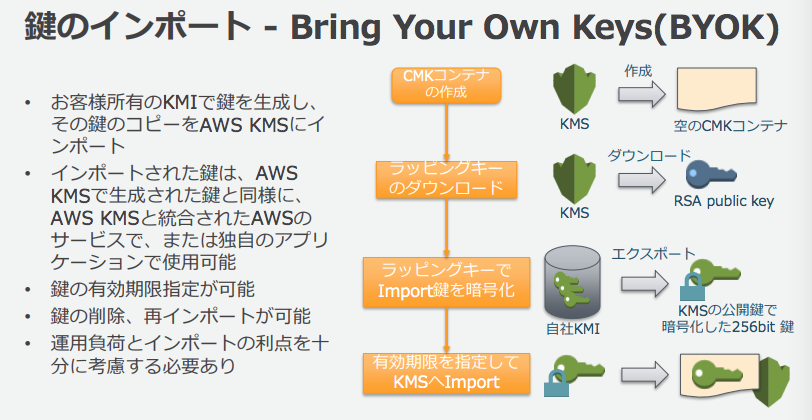 鍵のインポート - Bring Your Own Keys(BYOK)
• お客様所有のKMIで鍵を生成し、
その鍵のコピーをAWS KMSにイ
ンポート
• インポートされた鍵は、AWS
KMSで生成された鍵と同様に、
AWS KMSと統合されたAWSの
サービスで、または独自のアプリ
ケーションで使用可能
• 鍵の有効期限指定が可能
• 鍵の削除、再インポートが可能
• 運用負荷とインポートの利点を十
分に考慮する必要あり
CMKコンテナ
の作成
KMS
作成
空のCMKコンテナ
ラッピングキー
のダウンロード
KMS
ダウンロード
RSA public key
ラッピングキーで
Import鍵を暗号化
自社KMI
エクスポート
KMSの公開鍵で
暗号化した256bit 鍵
有効期限を指定して
KMSへImport